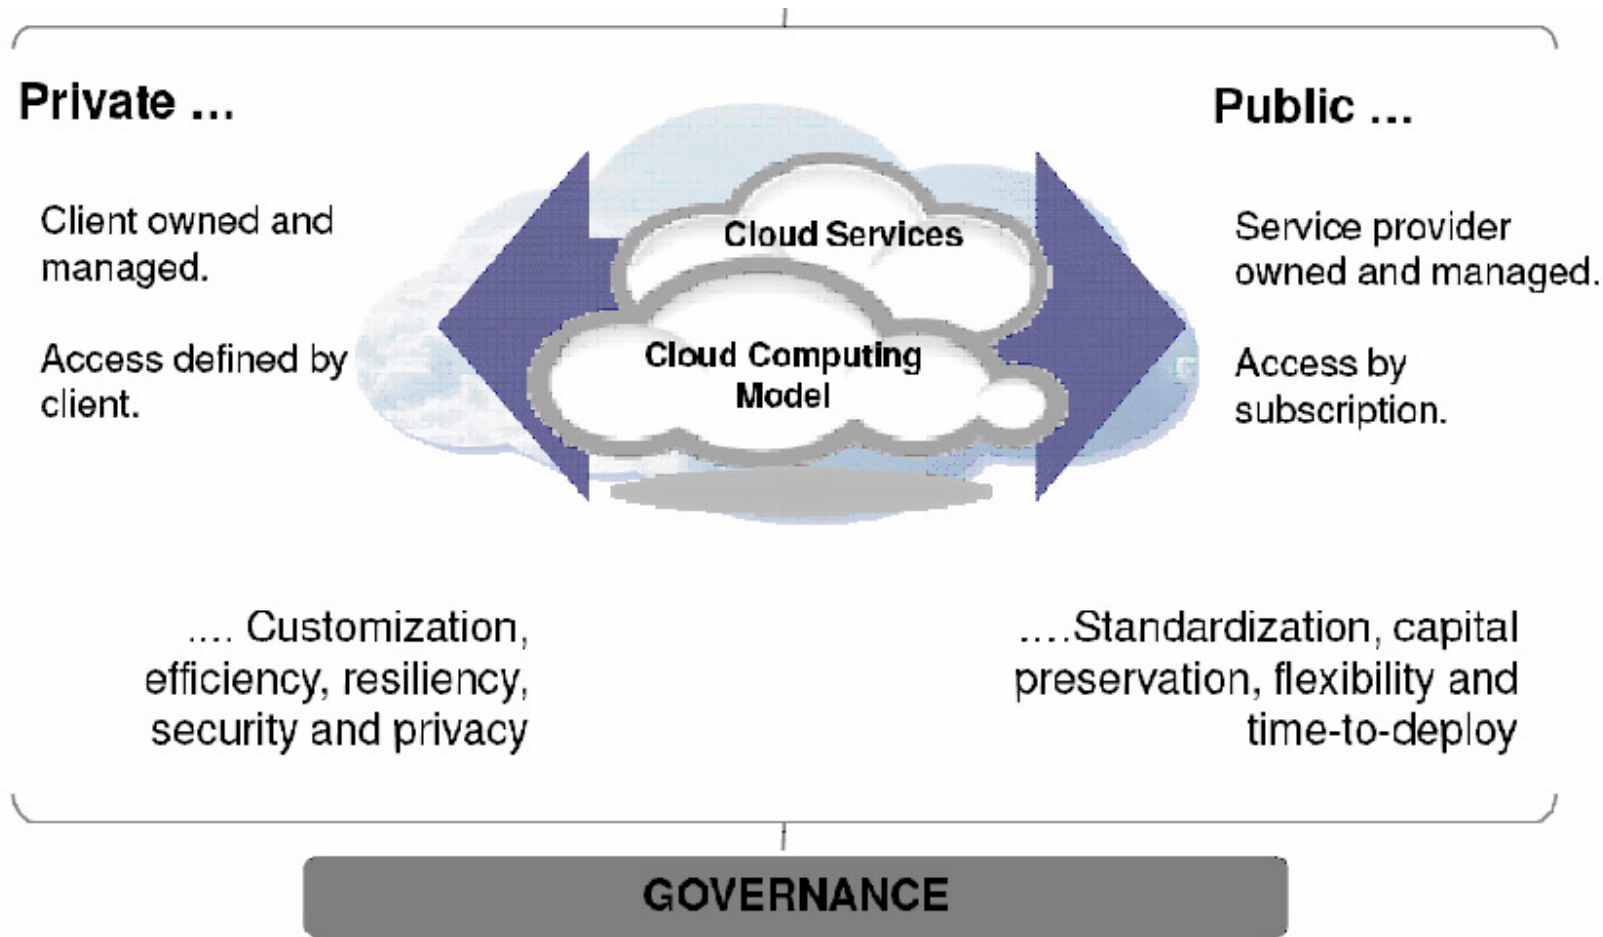 Private ...
Public ...
Client owned and
managed.
Access defined by
client.
Cloud Services
Cloud Computing
Model
Service provider
owned and managed.
Access by
subscription.
.... Customization,
efficiency, resiliency,
security and privacy
....Standardization, capital
preservation, flexibility and
time-to-deploy
GOVERNANCE